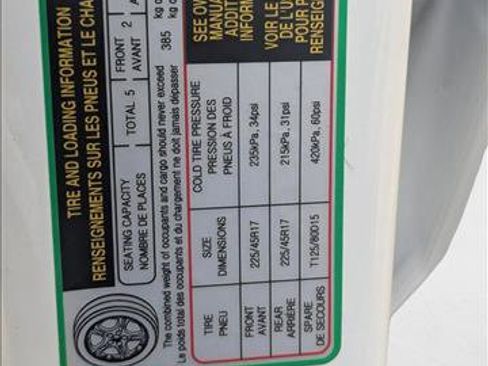 TIRE AND LOADING INFORMATION
RENSEIGNEMENTS SUR LES PNEUS ET LE CHA
SEATING CAPACITY
NOMBRE DE PLACES
TOTAL 5
FRONT 2
AVANT
The combined weight of occupants and cargo should never exceed 385 kg
Le poids total des occupants et du chargement ne doit jamais dépasser kg
TIRE
PNEU
SIZE
DIMENSIONS
COLD TIRE PRESSURE
PRESSION DES
PNEUS À FROID
SEE OW
MANUA
ADDITI
INFORM
VOIR LE
DE L'U
POUR P
RENSEIG
FRONT
AVANT
225/45R17
235kPa, 34psi
REAR
ARRIÈRE
225/45R17
215kPa, 31psi
SPARE
DE SECOURS
T125/80D15
420kPa, 60psi